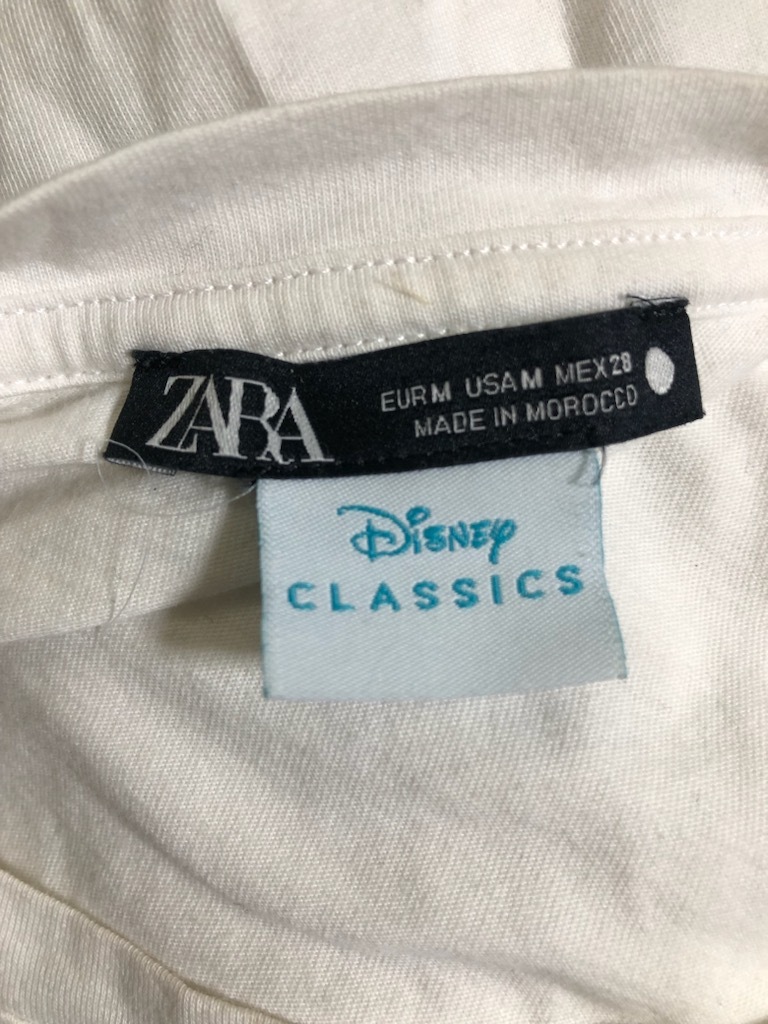 ZARA
EUR M USA M MEX 28
MADE IN MOROCCO
Disney
CLASSICS